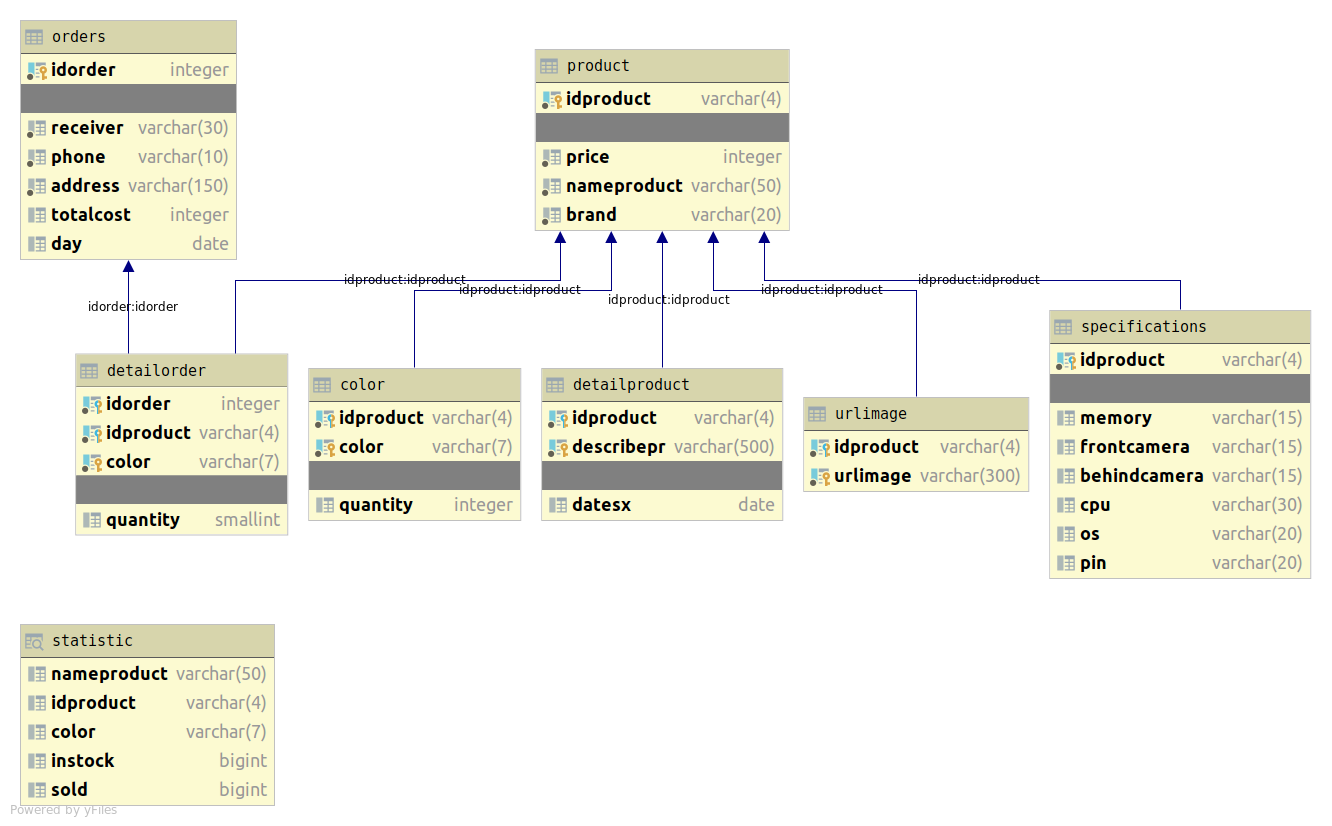 orders
idorder integer
receiver varchar(30)
phone varchar(10)
address varchar(150)
totalcost integer
day date
product
idproduct varchar(4)
price integer
nameproduct varchar(50)
brand varchar(20)
idproduct:idproduct
idproduct:idproduct
idproduct:idproduct
idproduct:idproduct
idproduct:idproduct
idorder:idorder
detailorder
idorder integer
idproduct varchar(4)
color varchar(7)
quantity smallint
color
idproduct varchar(4)
color varchar(7)
quantity integer
detailproduct
idproduct varchar(4)
describepr varchar(500)
datesx date
urlimage
idproduct varchar(4)
urlimage varchar(300)
specifications
idproduct varchar(4)
memory varchar(15)
frontcamera varchar(15)
behindcamera varchar(15)
cpu varchar(30)
os varchar(20)
pin varchar(20)
statistic
nameproduct varchar(50)
idproduct varchar(4)
color varchar(7)
instock bigint
sold bigint
Powered by yFiles